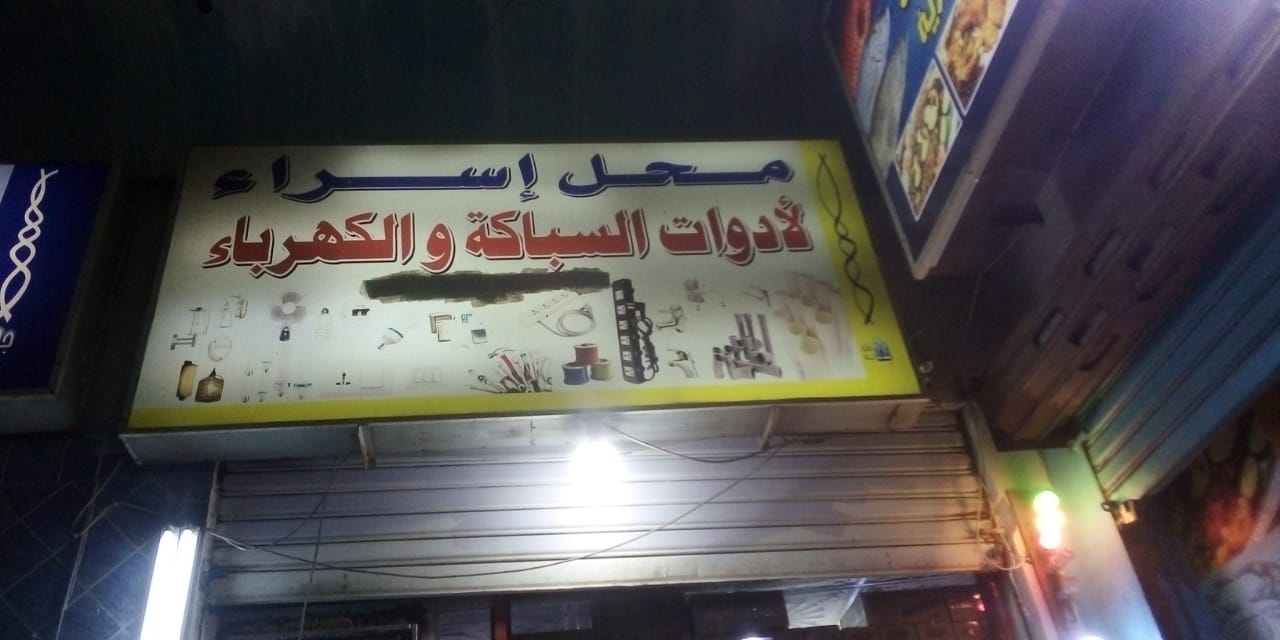 محل إسراء
لأدوات السباكة و الكهرباء